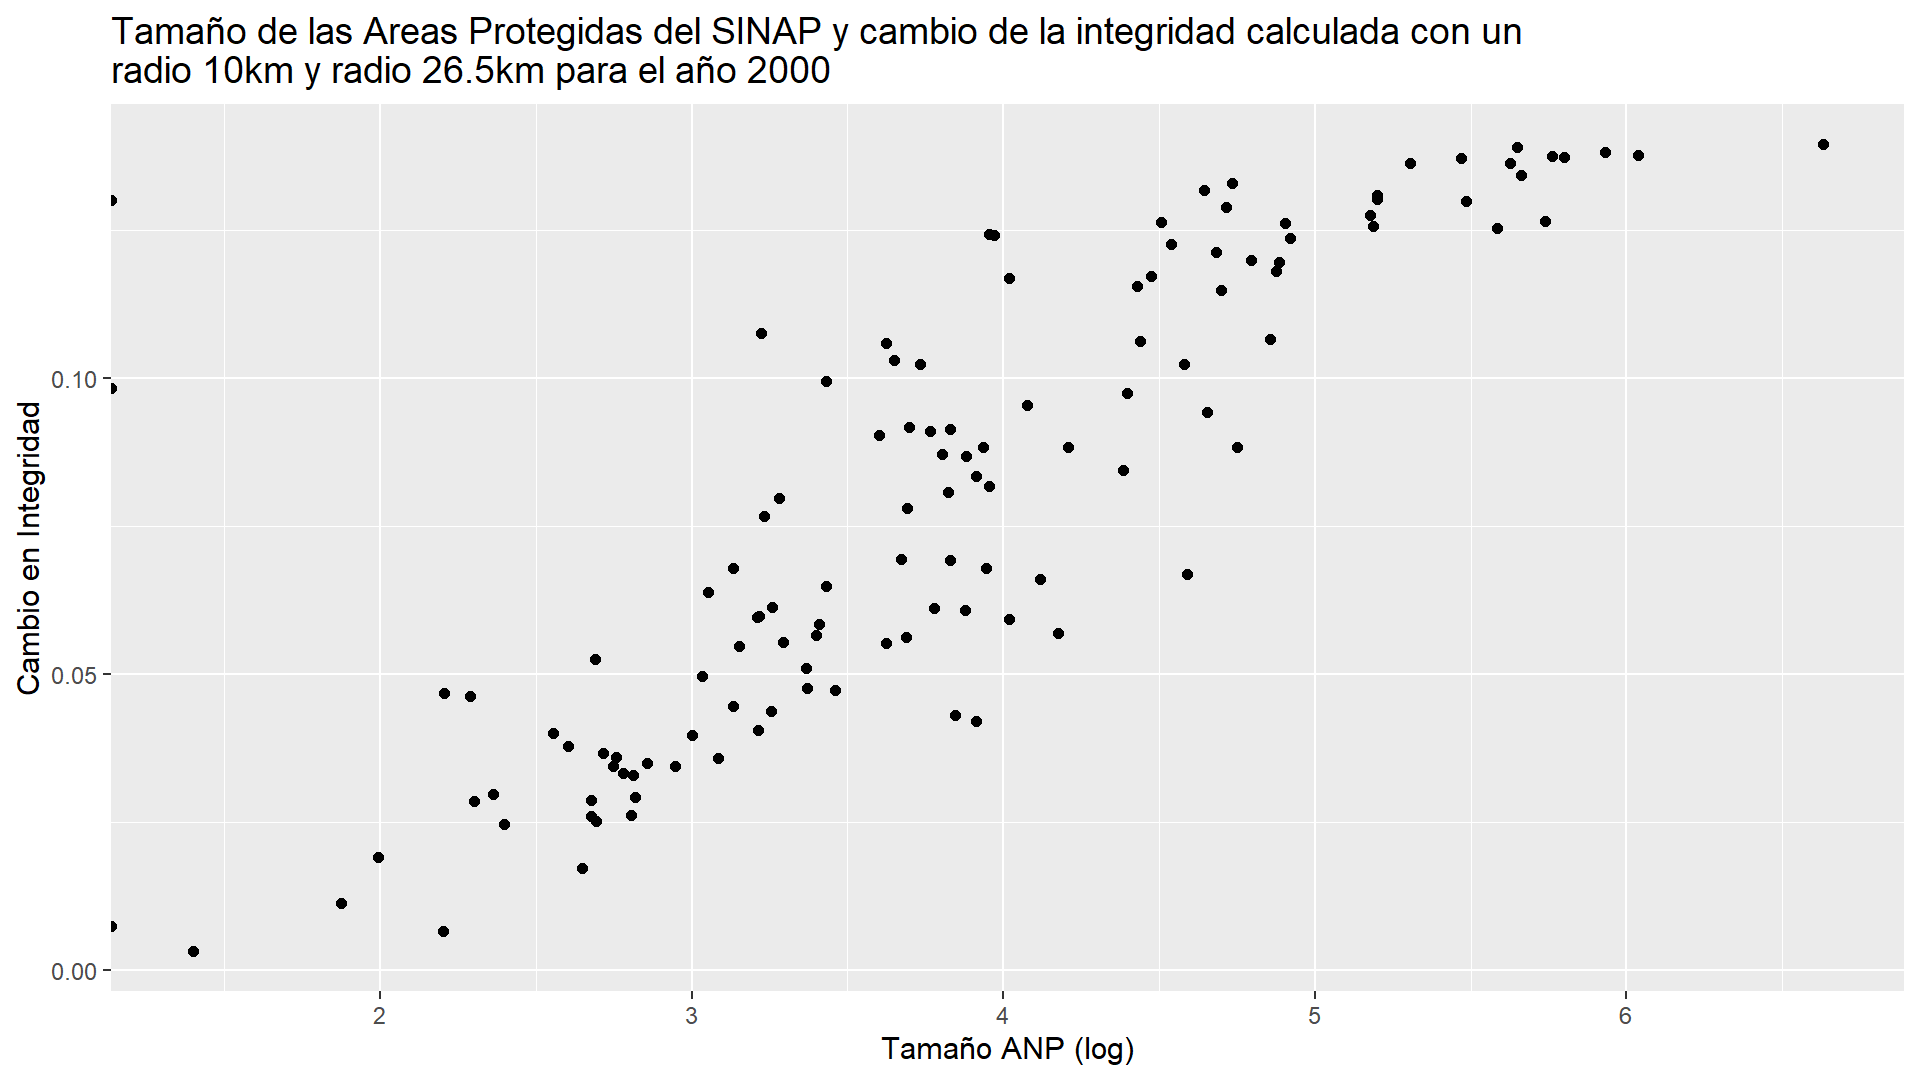 Tamaño de las Areas Protegidas del SINAP y cambio de la integridad calculada con un
radio 10km y radio 26.5km para el año 2000
Cambio en Integridad
0.10
0.05
0.00
2 3 4 5 6
Tamaño ANP (log)